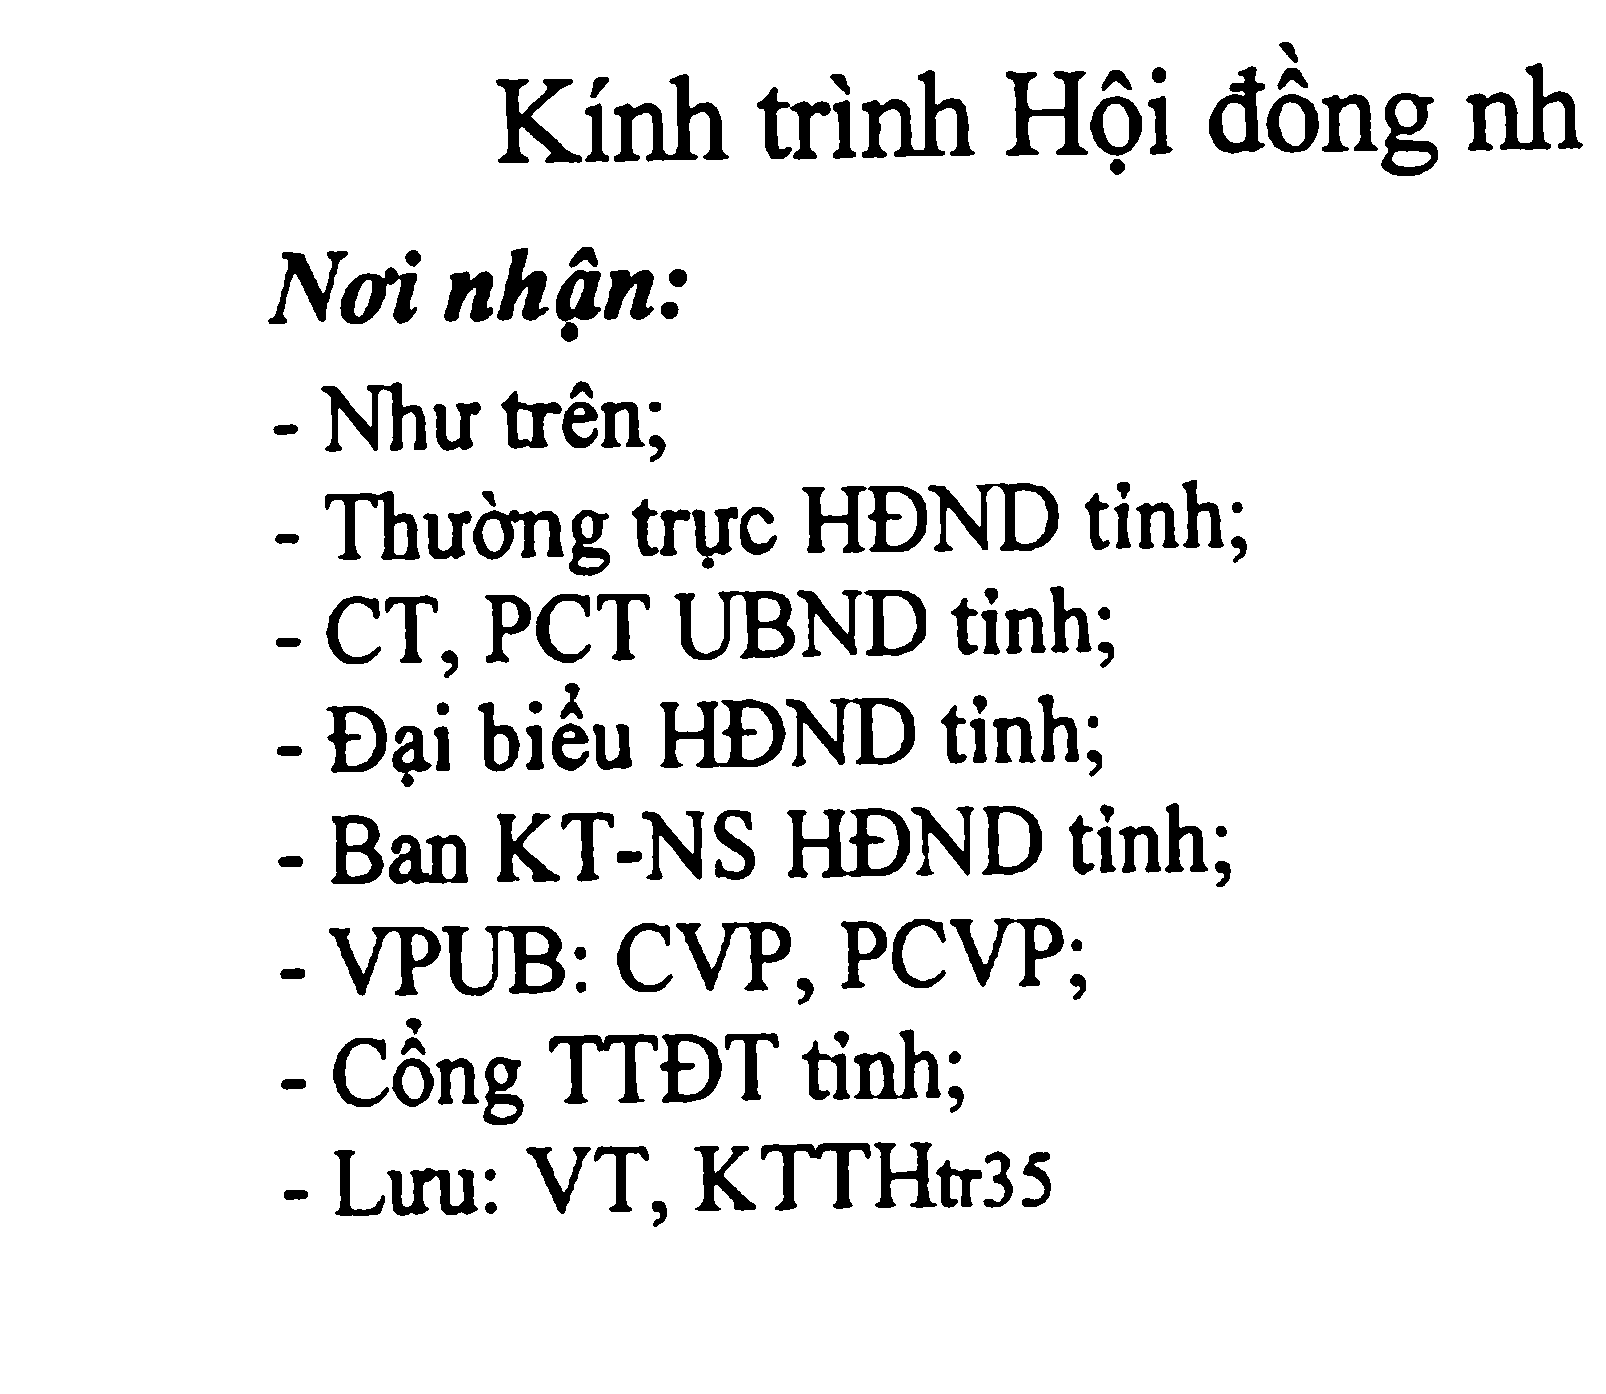 Kính trình Hội đồng nh
Nơi nhận:
- Như trên;
- Thường trực HĐND tỉnh;
- CT, PCT UBND tỉnh;
- Đại biểu HĐND tỉnh;
- Ban KT-NS HĐND tỉnh;
- VPUB: CVP, PCVP;
- Cổng TTĐT tỉnh;
- Lưu: VT, KTTHtr35